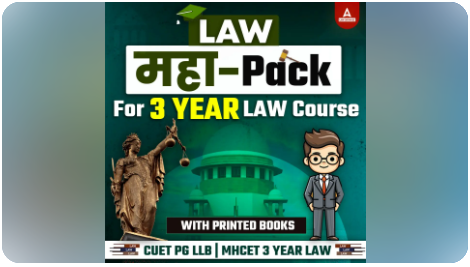 LAW
महा-Pack
For 3 YEAR LAW Course
WITH PRINTED BOOKS
CUET PG LLB | MHCET 3 YEAR LAW